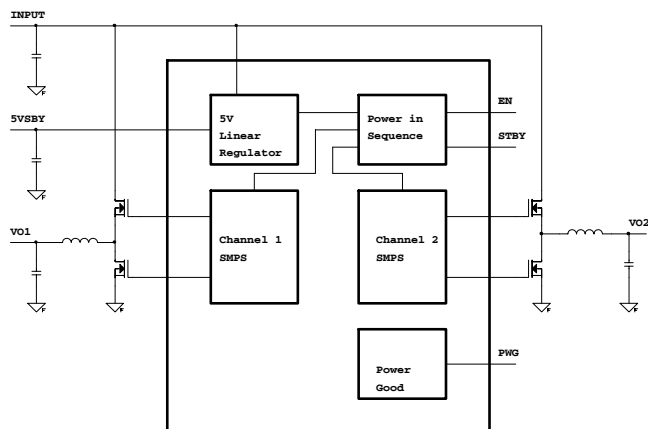 INPUT
5VSBY
5V
Linear
Regulator
Power in
Sequence
EN
STBY
VO1
Channel 1
SMPS
Channel 2
SMPS
VO2
Power
Good
PWG
F
F
F
F
F
F
F